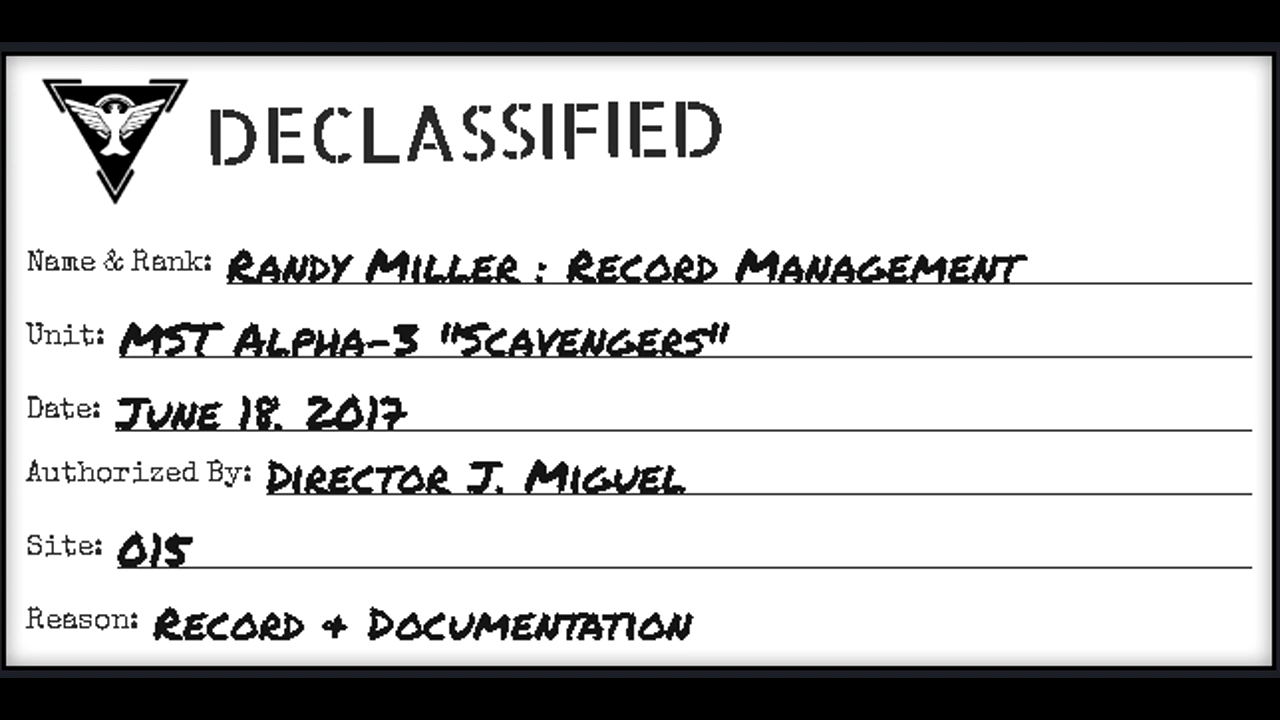 DECLASSIFIED
Name & Rank: Randy Miller : Record Management
Unit: MST Alpha-3 "Scavengers"
Date: June 18. 2017
Authorized By: Director J. Miguel
Site: 015
Reason: Record & Documentation